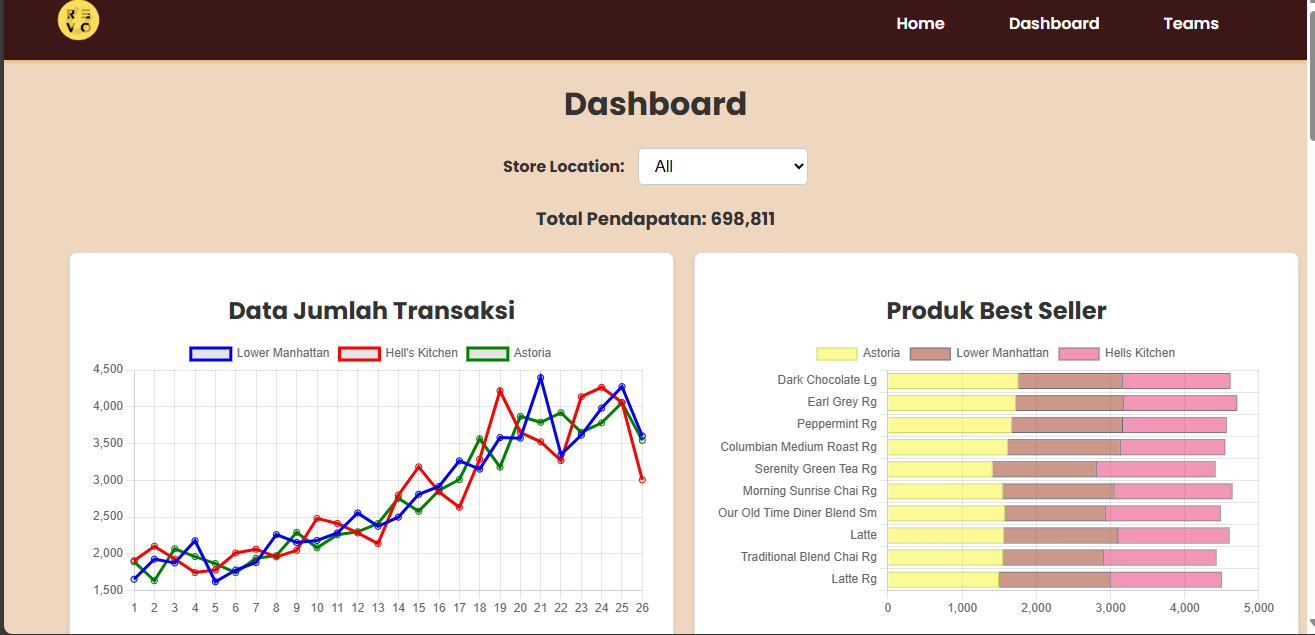 R E
V O
Home Dashboard Teams
Dashboard
Store Location: All
Total Pendapatan: 698,811
Data Jumlah Transaksi
Lower Manhattan Hell's Kitchen Astoria
4,500
4,000
3,500
3,000
2,500
2,000
1,500
1 2 3 4 5 6 7 8 9 10 11 12 13 14 15 16 17 18 19 20 21 22 23 24 25 26
Produk Best Seller
Astoria Lower Manhattan Hells Kitchen
Dark Chocolate Lg
Earl Grey Rg
Peppermint Rg
Columbian Medium Roast Rg
Serenity Green Tea Rg
Morning Sunrise Chai Rg
Our Old Time Diner Blend Sm
Latte
Traditional Blend Chai Rg
Latte Rg
0 1,000 2,000 3,000 4,000 5,000